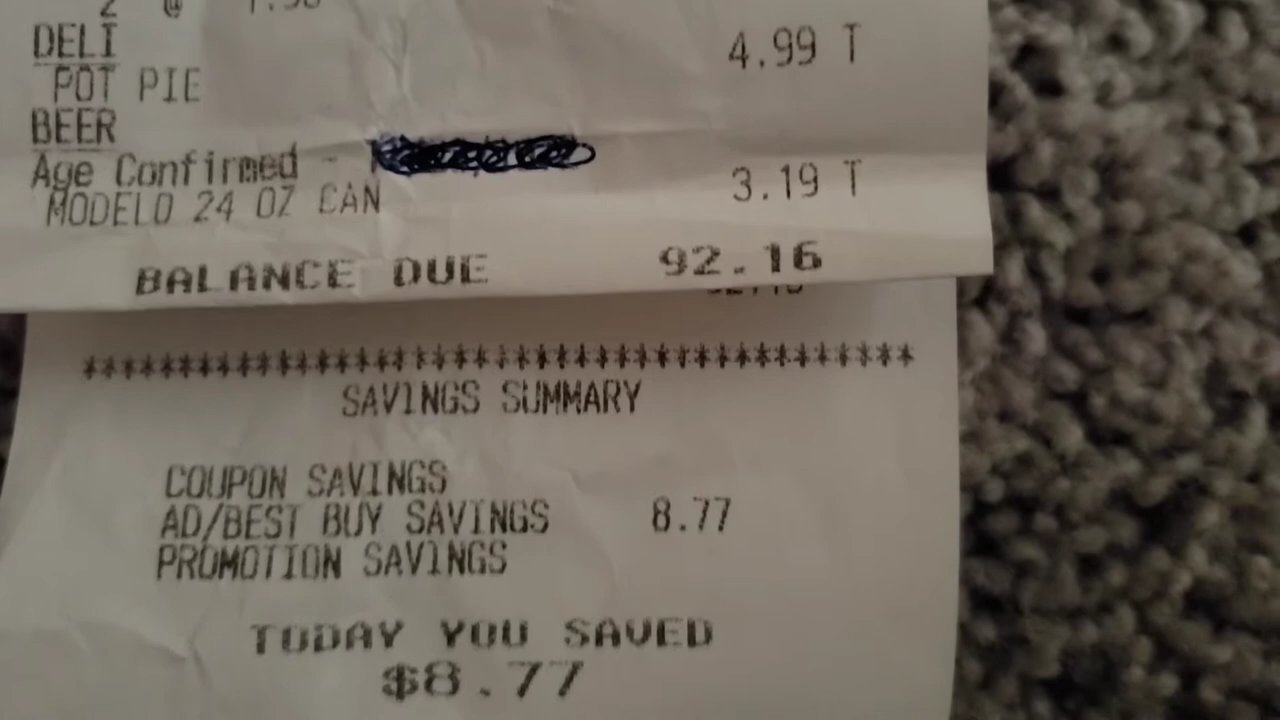 2 @
DELI
4.99 T
POT PIE
BEER
Age Confirmed -
3.19 T
MODELO 24 OZ CAN
BALANCE DUE 92.16
***************************************
SAVINGS SUMMARY
COUPON SAVINGS
AD/BEST BUY SAVINGS 8.77
PROMOTION SAVINGS
TODAY YOU SAVED
$8.77